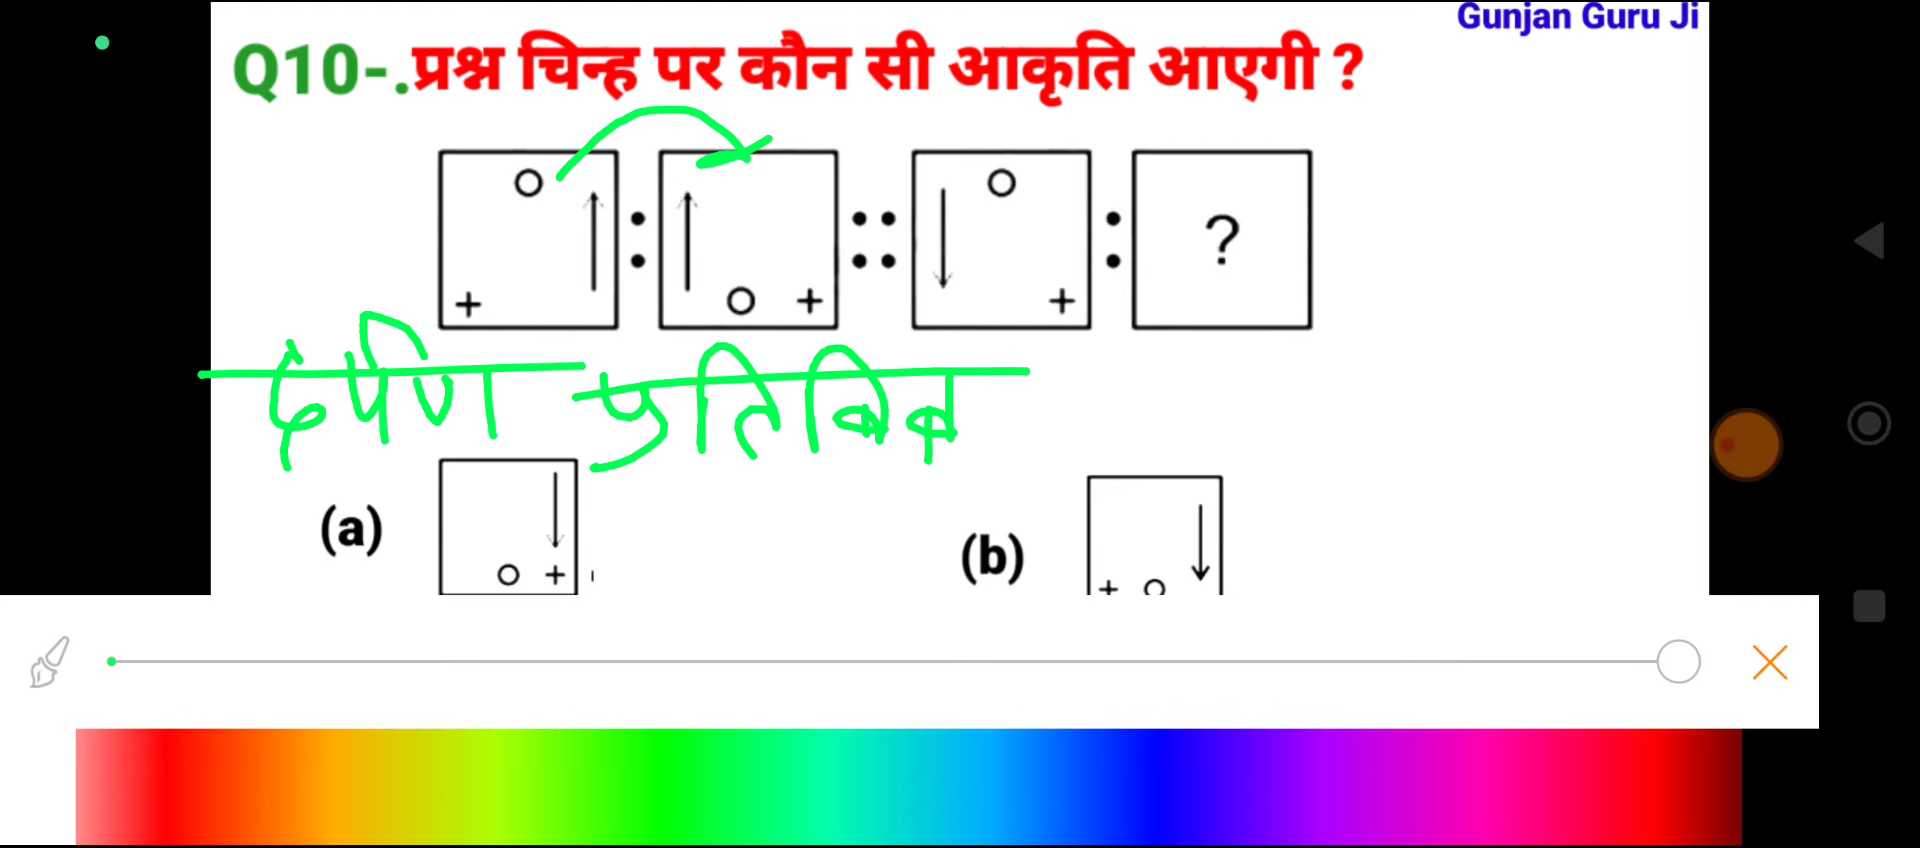 Gunjan Guru Ji
Q10-.प्रश्न चिन्ह पर कौन सी आकृति आएगी ?
?
दर्पण प्रतिबिंब
(a)
(b)